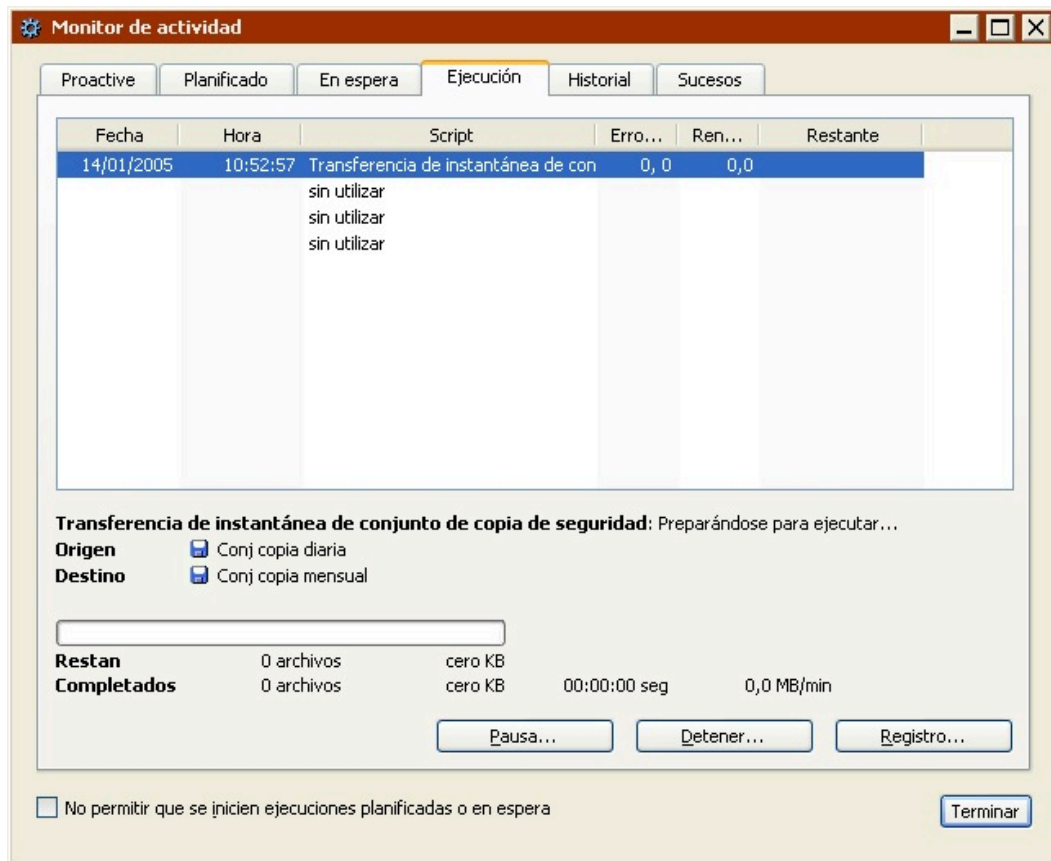 Monitor de actividad
Proactive Planificado En espera Ejecución Historial Sucesos
Fecha Hora Script Erro... Ren... Restante
14/01/2005 10:52:57 Transferencia de instantánea de con 0, 0 0,0
sin utilizar
sin utilizar
sin utilizar
Transferencia de instantánea de conjunto de copia de seguridad: Preparándose para ejecutar...
Origen Conj copia diaria
Destino Conj copia mensual
Restan 0 archivos cero KB
Completados 0 archivos cero KB 00:00:00 seg 0,0 MB/min
Pausa... Detener... Registro...
No permitir que se inicien ejecuciones planificadas o en espera
Terminar